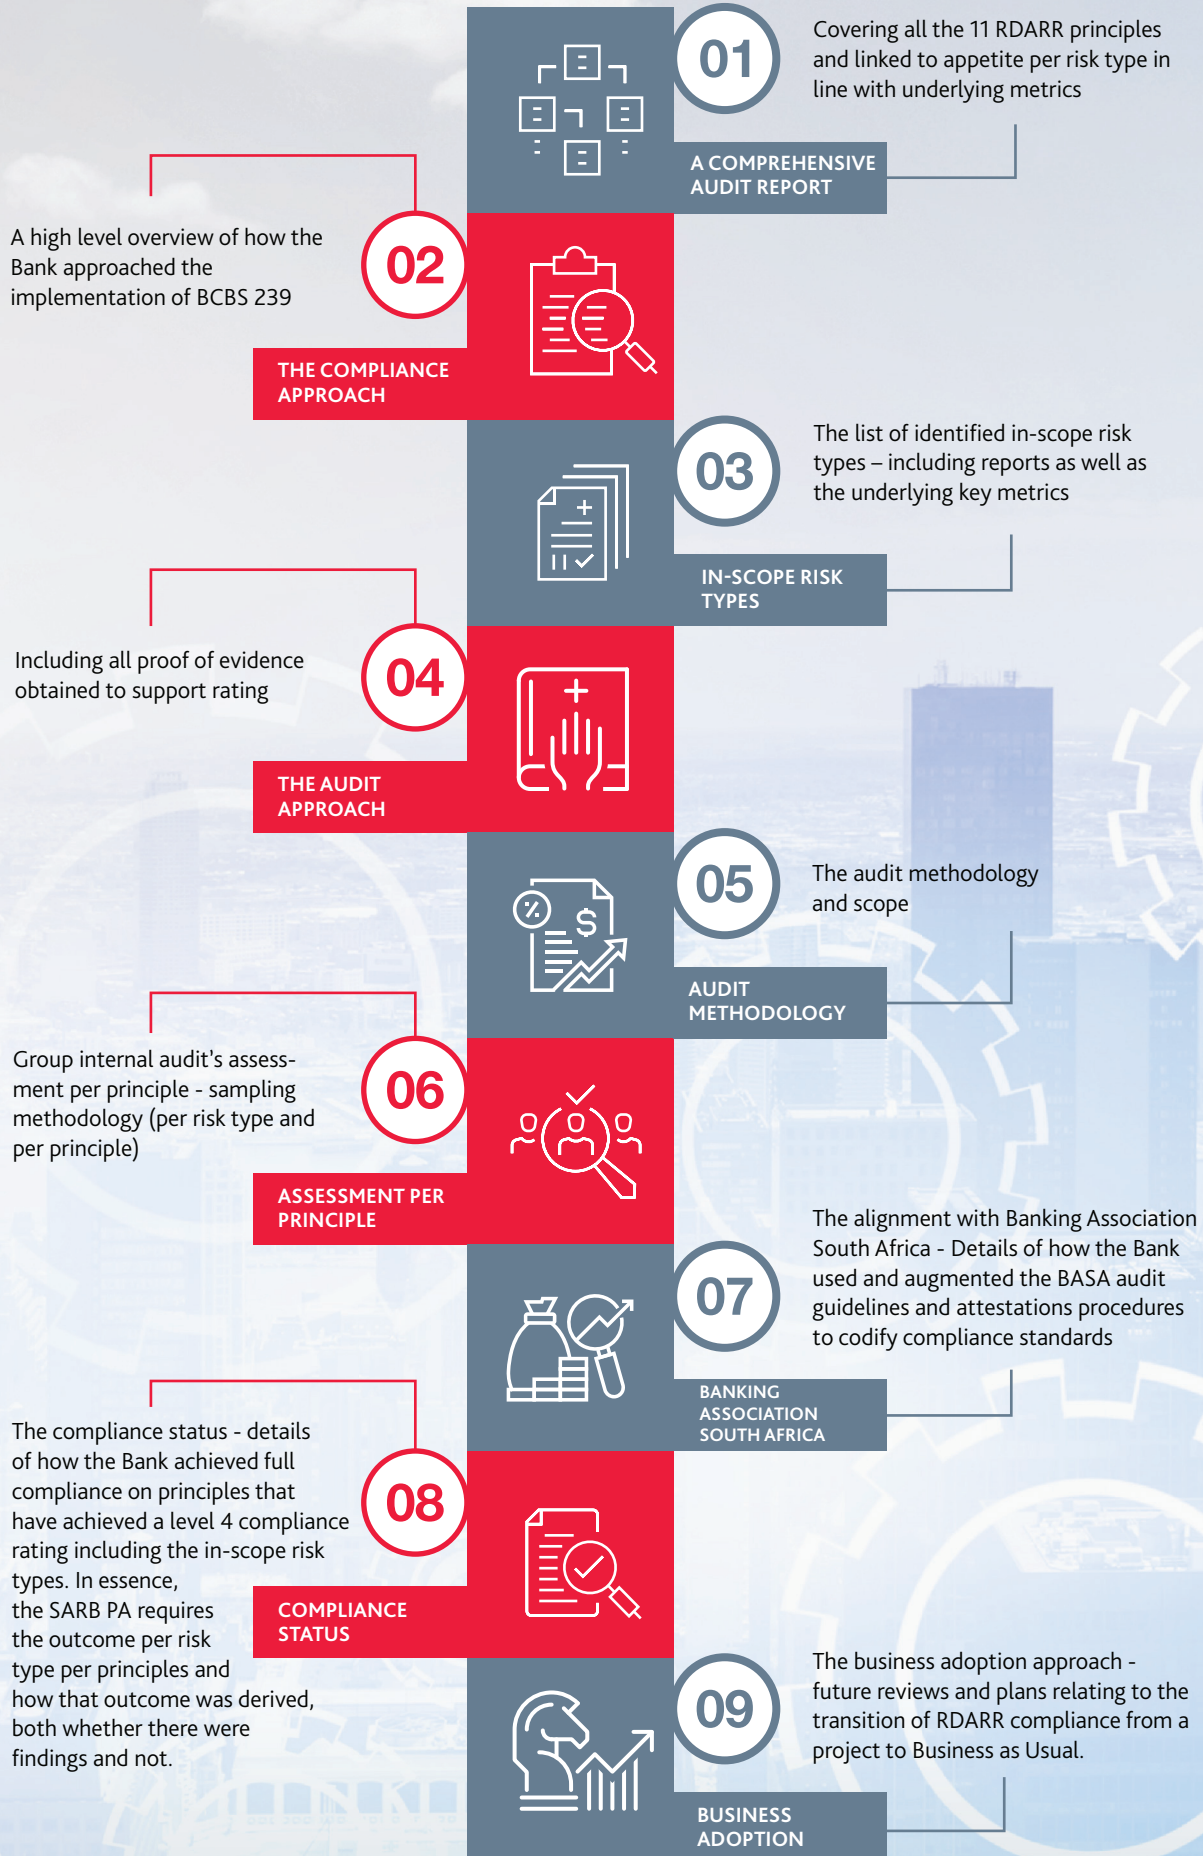 01
Covering all the 11 RDARR principles
and linked to appetite per risk type in
line with underlying metrics
A COMPREHENSIVE
AUDIT REPORT
A high level overview of how the
Bank approached the
implementation of BCBS 239
02
THE COMPLIANCE
APPROACH
03
The list of identified in-scope risk
types – including reports as well as
the underlying key metrics
IN-SCOPE RISK
TYPES
Including all proof of evidence
obtained to support rating
04
THE AUDIT
APPROACH
05
The audit methodology
and scope
AUDIT
METHODOLOGY
Group internal audit's assess-
ment per principle - sampling
methodology (per risk type and
per principle)
06
ASSESSMENT PER
PRINCIPLE
07
The alignment with Banking Association
South Africa - Details of how the Bank
used and augmented the BASA audit
guidelines and attestations procedures
to codify compliance standards
BANKING
ASSOCIATION
SOUTH AFRICA
The compliance status - details
of how the Bank achieved full
compliance on principles that
have achieved a level 4 compliance
rating including the in-scope risk
types. In essence,
the SARB PA requires
the outcome per risk
type per principles and
how that outcome was derived,
both whether there were
findings and not.
08
COMPLIANCE
STATUS
09
The business adoption approach -
future reviews and plans relating to the
transition of RDARR compliance from a
project to Business as Usual.
BUSINESS
ADOPTION